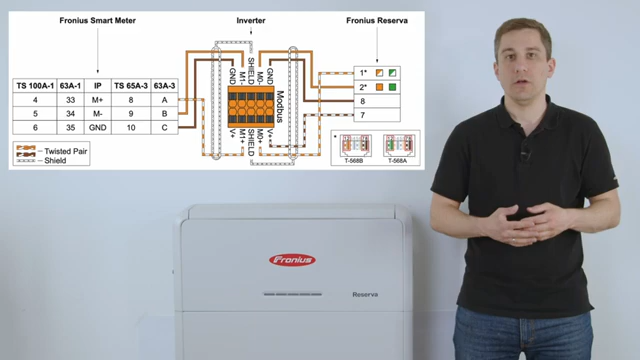 Fronius Smart Meter
Inverter
Fronius Reserva
TS 100A-1 63A-1 IP TS 65A-3 63A-3
4 33 M+ 8 A
5 34 M- 9 B
6 35 GND 10 C
GND
M1-
SHIELD
M0-
GND
Modbus
V+
M1+
SHIELD
M0+
V+
1*
2*
8
7
*
T-568B T-568A
Twisted Pair
Shield
Fronius
Reserva